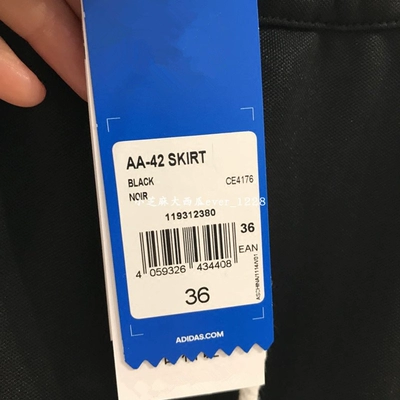 AA-42 SKIRT
BLACK CE4176
NOIR
119312380
36
EAN
4 059326 434408
36
ADIDAS.COM